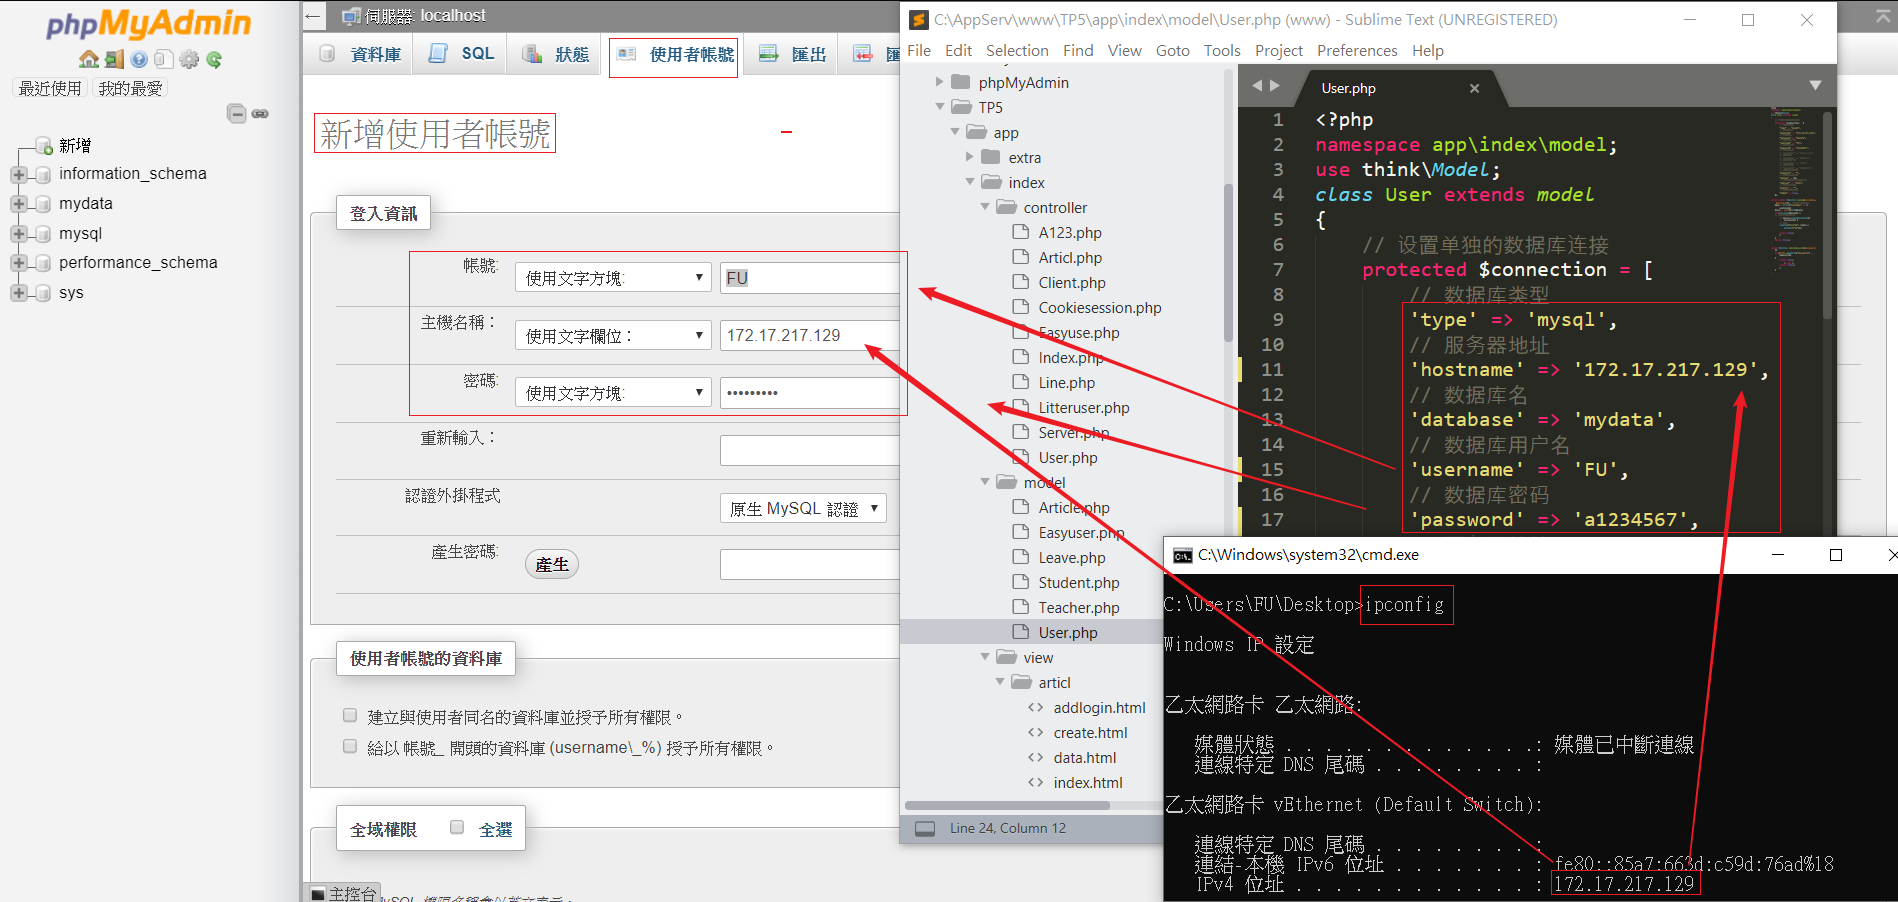 phpMyAdmin
最近使用 我的最愛
新增
information_schema
mydata
mysql
performance_schema
sys
伺服器: localhost
資料庫 SQL 狀態 使用者帳號 匯出
新增使用者帳號
登入資訊
帳號: 使用文字方塊: FU
主機名稱： 使用文字欄位： 172.17.217.129
密碼: 使用文字方塊: •••••••••
重新輸入：
認證外掛程式 原生 MySQL 認證
產生密碼: 產生
使用者帳號的資料庫
建立與使用者同名的資料庫並授予所有權限。
給以 帳號_ 開頭的資料庫 (username\_%) 授予所有權限。
全域權限 全選
主控台
C:\AppServ\www\TP5\app\index\model\User.php (www) - Sublime Text (UNREGISTERED)
File Edit Selection Find View Goto Tools Project Preferences Help
phpMyAdmin
TP5
app
extra
index
controller
A123.php
Articl.php
Client.php
Cookiesession.php
Easyuse.php
Index.php
Line.php
Litteruser.php
Server.php
User.php
model
Article.php
Easyuser.php
Leave.php
Student.php
Teacher.php
User.php
view
articl
addlogin.html
create.html
data.html
index.html
Line 24, Column 12
User.php
1 <?php
2 namespace app\index\model;
3 use think\Model;
4 class User extends model
5 {
6 // 设置单独的数据库连接
7 protected $connection = [
8 // 数据库类型
9 'type' => 'mysql',
10 // 服务器地址
11 'hostname' => '172.17.217.129',
12 // 数据库名
13 'database' => 'mydata',
14 // 数据库用户名
15 'username' => 'FU',
16 // 数据库密码
17 'password' => 'a1234567',
C:\Windows\system32\cmd.exe
C:\Users\FU\Desktop>ipconfig
Windows IP 設定
乙太網路卡 乙太網路:
媒體狀態 . . . . . . . . . . . . .: 媒體已中斷連線
連線特定 DNS 尾碼 . . . . . . . . :
乙太網路卡 vEthernet (Default Switch):
連線特定 DNS 尾碼 . . . . . . . . :
連結-本機 IPv6 位址 . . . . . . . : fe80::85a7:663d:c59d:76ad%18
IPv4 位址 . . . . . . . . . . . . : 172.17.217.129